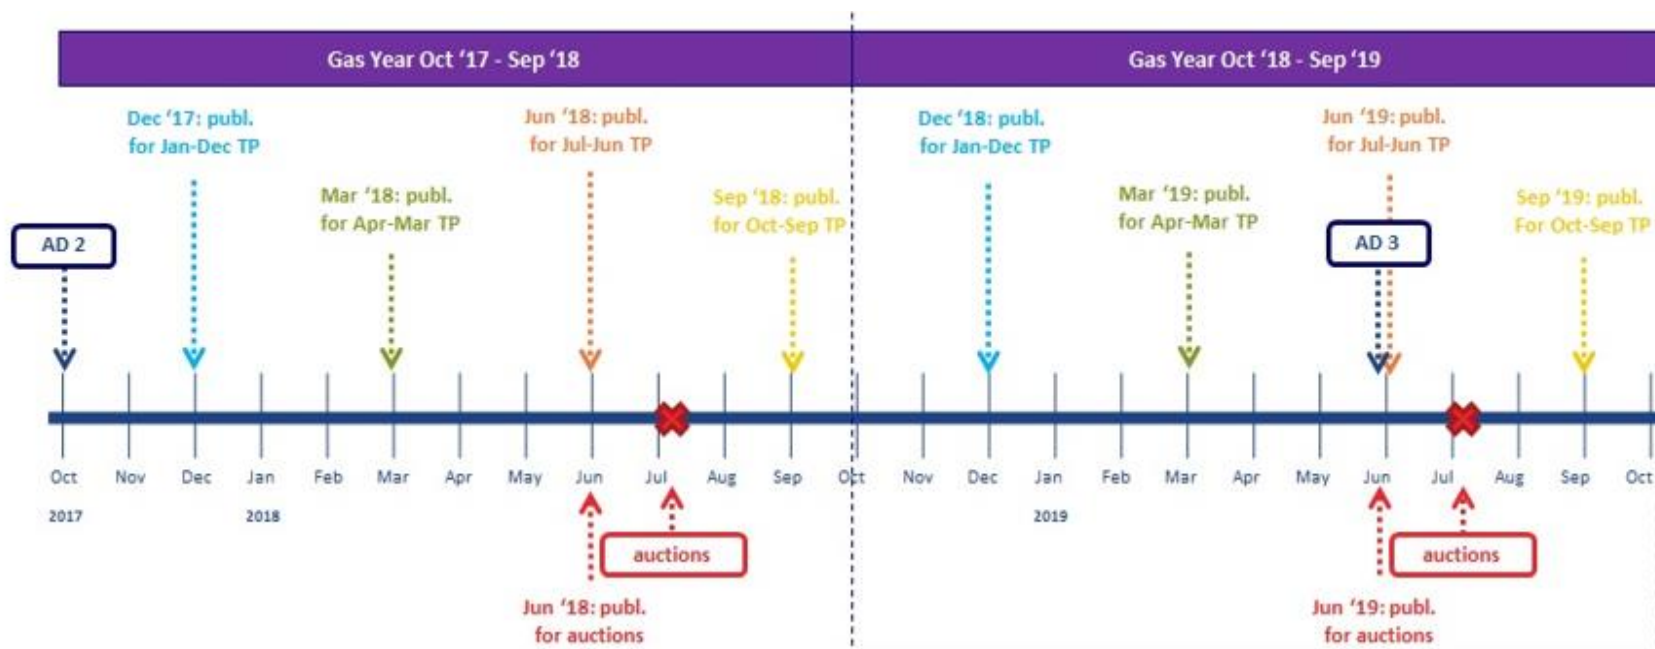 Gas Year Oct ‘17 - Sep ‘18
Gas Year Oct ‘18 - Sep ‘19
Dec ‘17: publ.
for Jan-Dec TP
Jun ‘18: publ.
for Jul-Jun TP
Dec ‘18: publ.
for Jan-Dec TP
Jun ‘19: publ.
for Jul-Jun TP
Mar ‘18: publ.
for Apr-Mar TP
Sep ‘18: publ.
for Oct-Sep TP
Mar ‘19: publ.
for Apr-Mar TP
Sep ‘19: publ.
For Oct-Sep TP
AD 2
AD 3
Oct Nov Dec Jan Feb Mar Apr May Jun Jul Aug Sep Oct Nov Dec Jan Feb Mar Apr May Jun Jul Aug Sep Oct
2017 2018 2019
auctions
auctions
Jun ‘18: publ.
for auctions
Jun ‘19: publ.
for auctions